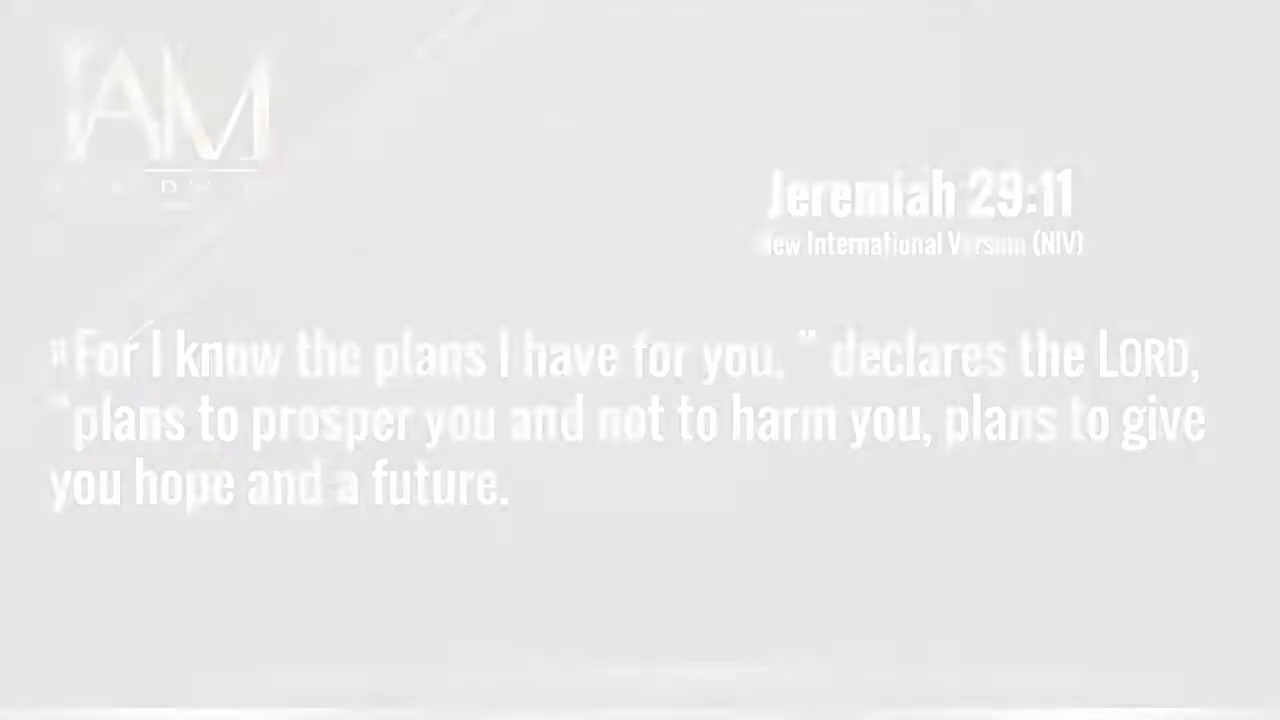 IAM
Jeremiah 29:11
New International Version (NIV)
11 For I know the plans I have for you, ” declares the LORD,
“plans to prosper you and not to harm you, plans to give
you hope and a future.